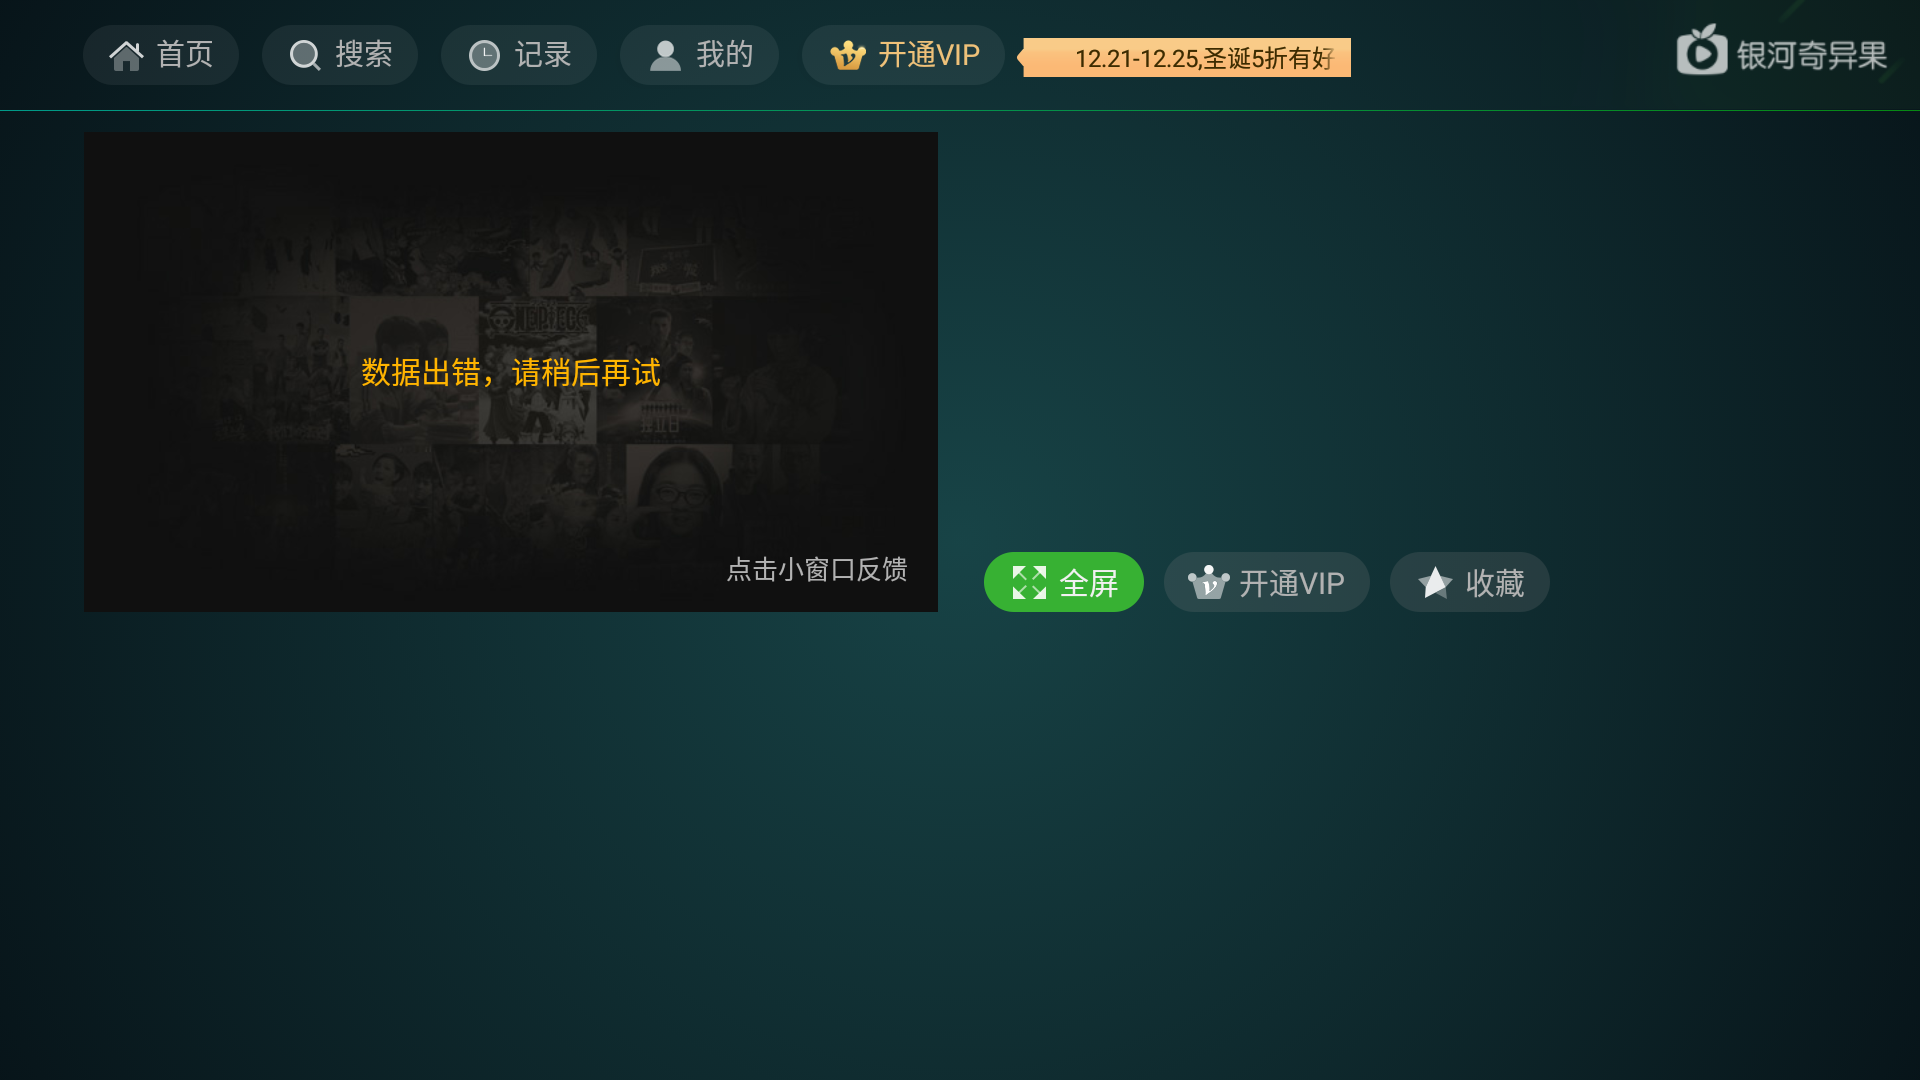 首页
搜索
记录
我的
开通VIP
12.21-12.25,圣诞5折有好
银河奇异果
ONE PIECE
数据出错，请稍后再试
点击小窗口反馈
全屏
开通VIP
收藏